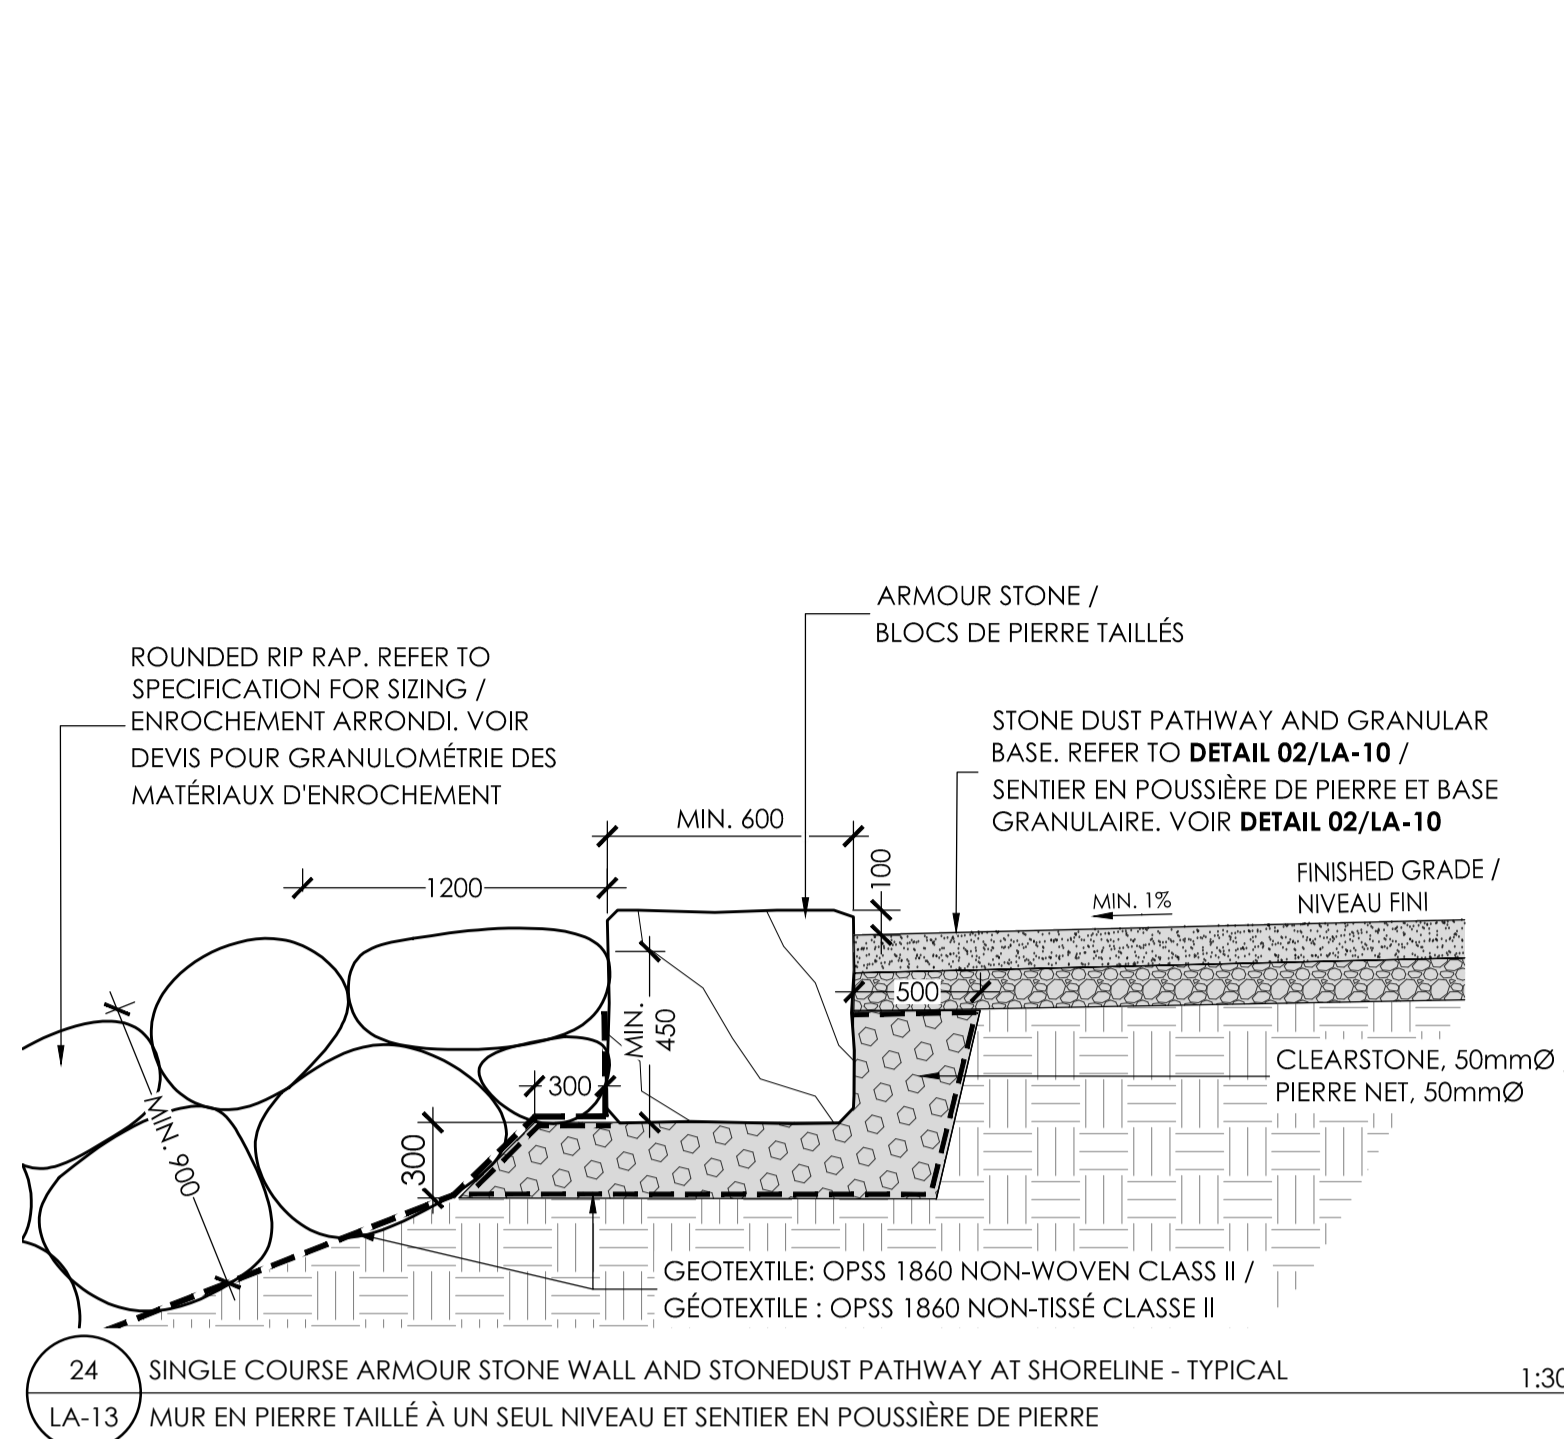 ARMOUR STONE /
BLOCS DE PIERRE TAILLÉS
ROUNDED RIP RAP. REFER TO
SPECIFICATION FOR SIZING /
ENROCHEMENT ARRONDI. VOIR
DEVIS POUR GRANULOMÉTRIE DES
MATÉRIAUX D'ENROCHEMENT
STONE DUST PATHWAY AND GRANULAR
BASE. REFER TO DETAIL 02/LA-10 /
SENTIER EN POUSSIÈRE DE PIERRE ET BASE
GRANULAIRE. VOIR DETAIL 02/LA-10
MIN. 600
1200
100
MIN. 1%
FINISHED GRADE /
NIVEAU FINI
500
MIN.
450
300
300
MIN. 900
CLEARSTONE, 50mmØ
PIERRE NET, 50mmØ
GEOTEXTILE: OPSS 1860 NON-WOVEN CLASS II /
GÉOTEXTILE : OPSS 1860 NON-TISSÉ CLASSE II
24
SINGLE COURSE ARMOUR STONE WALL AND STONEDUST PATHWAY AT SHORELINE - TYPICAL
1:30
LA-13
MUR EN PIERRE TAILLÉ À UN SEUL NIVEAU ET SENTIER EN POUSSIÈRE DE PIERRE